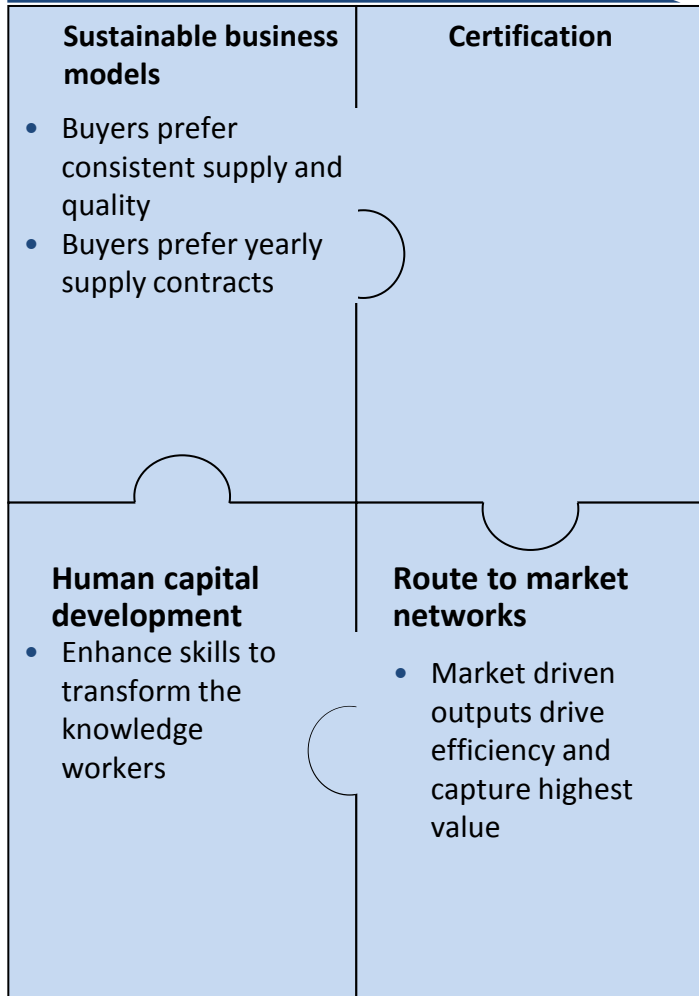 Sustainable business
models
• Buyers prefer
consistent supply and
quality
• Buyers prefer yearly
supply contracts
Certification
Human capital
development
• Enhance skills to
transform the
knowledge
workers
Route to market
networks
• Market driven
outputs drive
efficiency and
capture highest
value